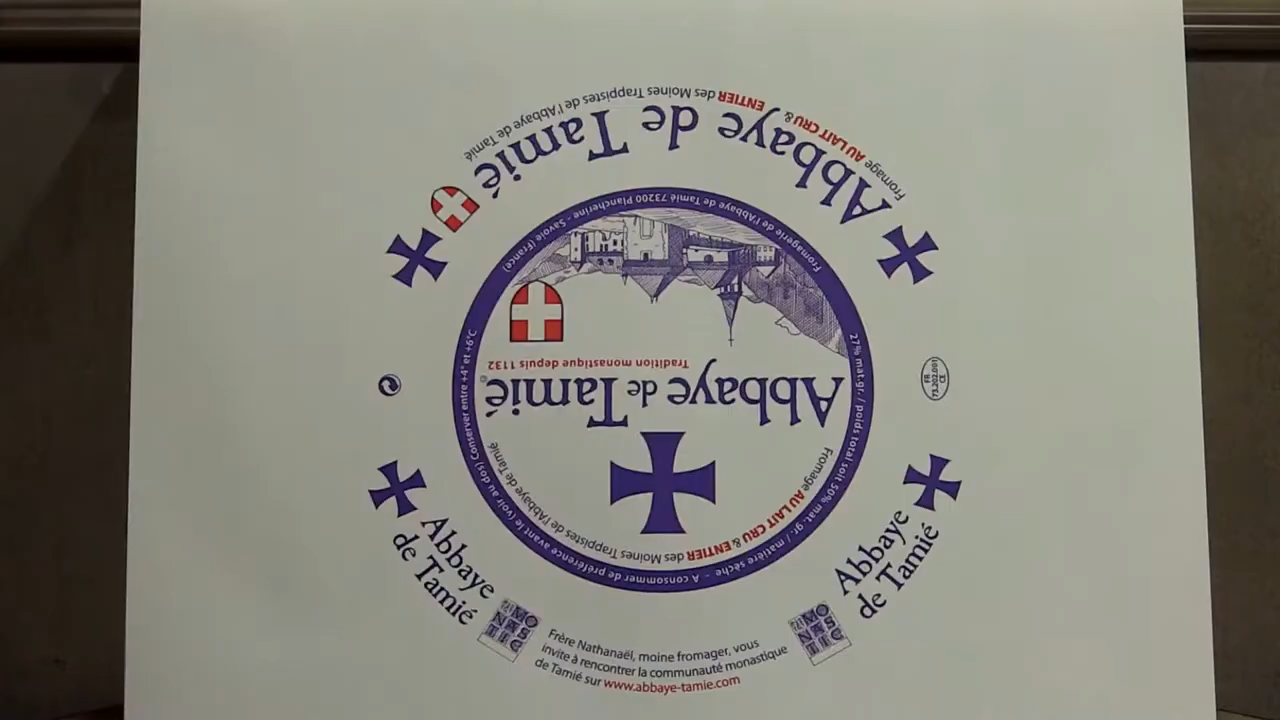 Fromage AU LAIT CRU & ENTIER des Moines Trappistes de l'Abbaye de Tamié
Abbaye de Tamié
Fromagerie de l'Abbaye de Tamié 73200 Plancherine - Savoie (France)
27% mat.gr. / poids total soit 50% mat. gr. / matière sèche - A consommer de préférence avant le (voir au dos) Conserver entre +4° et +6°C
Tradition monastique depuis 1132
Abbaye de Tamié
Fromage AU LAIT CRU & ENTIER des Moines Trappistes de l'Abbaye de Tamié
FR
73.202.001
CE
Abbaye
de Tamié
MONASTIC
Frère Nathanaël, moine fromager, vous
invite à rencontrer la communauté monastique
de Tamié sur www.abbaye-tamie.com
MONASTIC
Abbaye
de Tamié